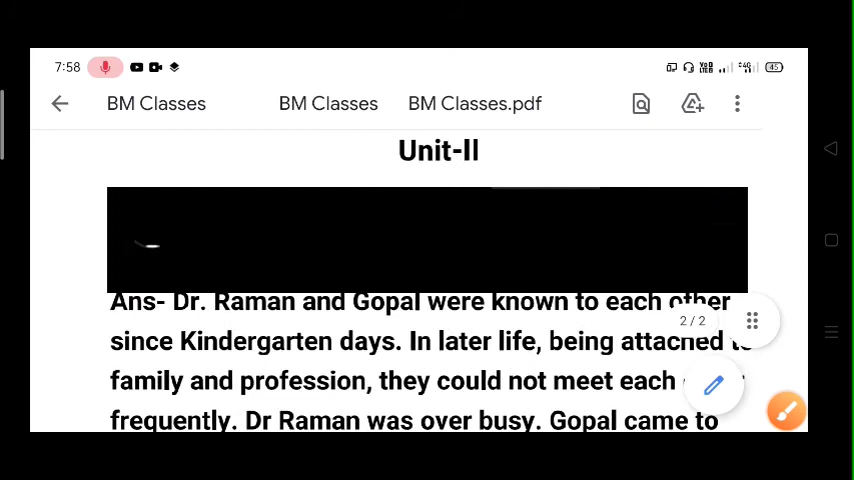 7:58 45
BM Classes BM Classes BM Classes.pdf
Unit-II
Ans- Dr. Raman and Gopal were known to each other
2/2
since Kindergarten days. In later life, being attached to
family and profession, they could not meet each
frequently. Dr Raman was over busy. Gopal came to